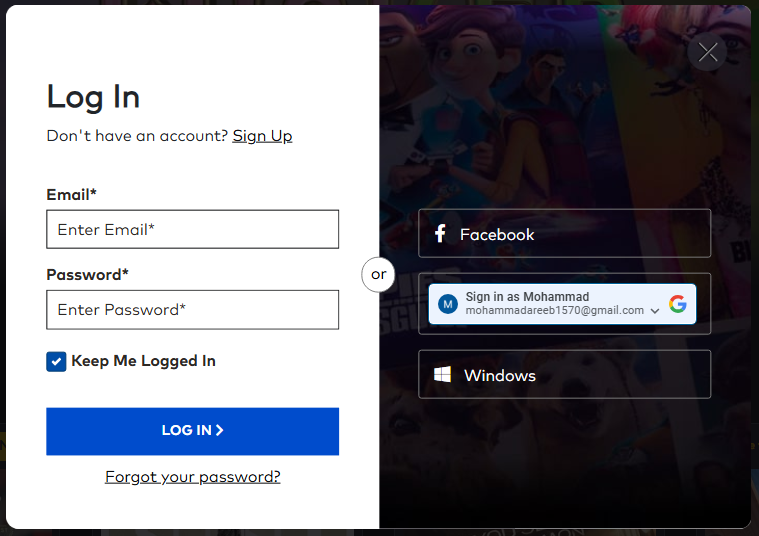 Log In
Don't have an account? Sign Up
Email*
Enter Email*
Password*
Enter Password*
Keep Me Logged In
LOG IN
Forgot your password?
or
Facebook
M
Sign in as Mohammad
mohammadareeb1570@gmail.com
Windows